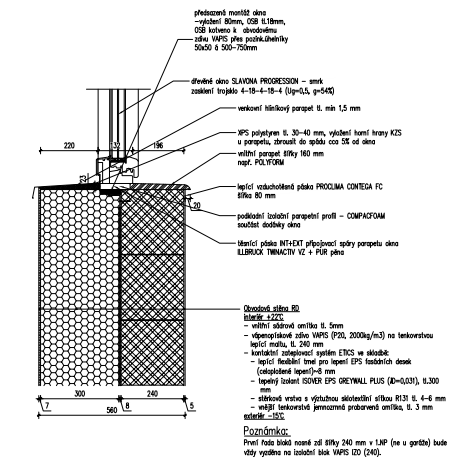 předsazená montáž okna
-vyložení 80mm, OSB tl.18mm,
OSB kotveno k obvodovému
zdivu VAPIS přes pozink.úhelníky
50x50 ó 500-750mm
dřevěné okno SLAVONA PROGRESSION - smrk
zasklení trojsklo 4-18-4-18-4 (Ug=0,5, g=54%)
venkovní hliníkový parapet tl. min 1,5 mm
XPS polystyren tl. 30-40 mm, vyložení horní hrany KZS
u parapetu, zbrousit do spádu cca 5% od okna
vnitřní parapet šířky 160 mm
např. POLYFORM
220
132
196
23
20
lepící vzduchotěsná páska PROCLIMA CONTEGA FC
šířka 80 mm
podkladní izolační parapetní profil - COMPACFOAM
součást dodávky okna
těsnící páska INT+EXT připojovací spáry parapetu okna
ILLBRUCK TWINACTIV VZ + PUR pěna
Obvodová stěna RD
interiér +22°C
- vnitřní sádrová omítka tl. 5mm
- vápenopískové zdivo VAPIS (P20, 2000kg/m3) na tenkovrstvou
lepící maltu, tl. 240 mm
- kontaktní zateplovací systém ETICS ve skladbě:
- lepící flexibilní tmel pro lepení EPS fasádních desek
(celoplošné lepení)-8 mm
- tepelný izolant ISOVER EPS GREYWALL PLUS (λD=0,031), tl.300
mm
- stěrková vrstva s výztužnou sklotextilní síťkou R131 tl. 4-6 mm
- vnější tenkovrstvá jemnozrnná probarvená omítka, tl. 3 mm
exteriér -15°C
300
240
7
8
5
560
Poznámka:
První řada bloků nosné zdi šířky 240 mm v 1.NP (ne u garáže) bude
vždy vyzděna na izolační blok VAPIS IZO (240).